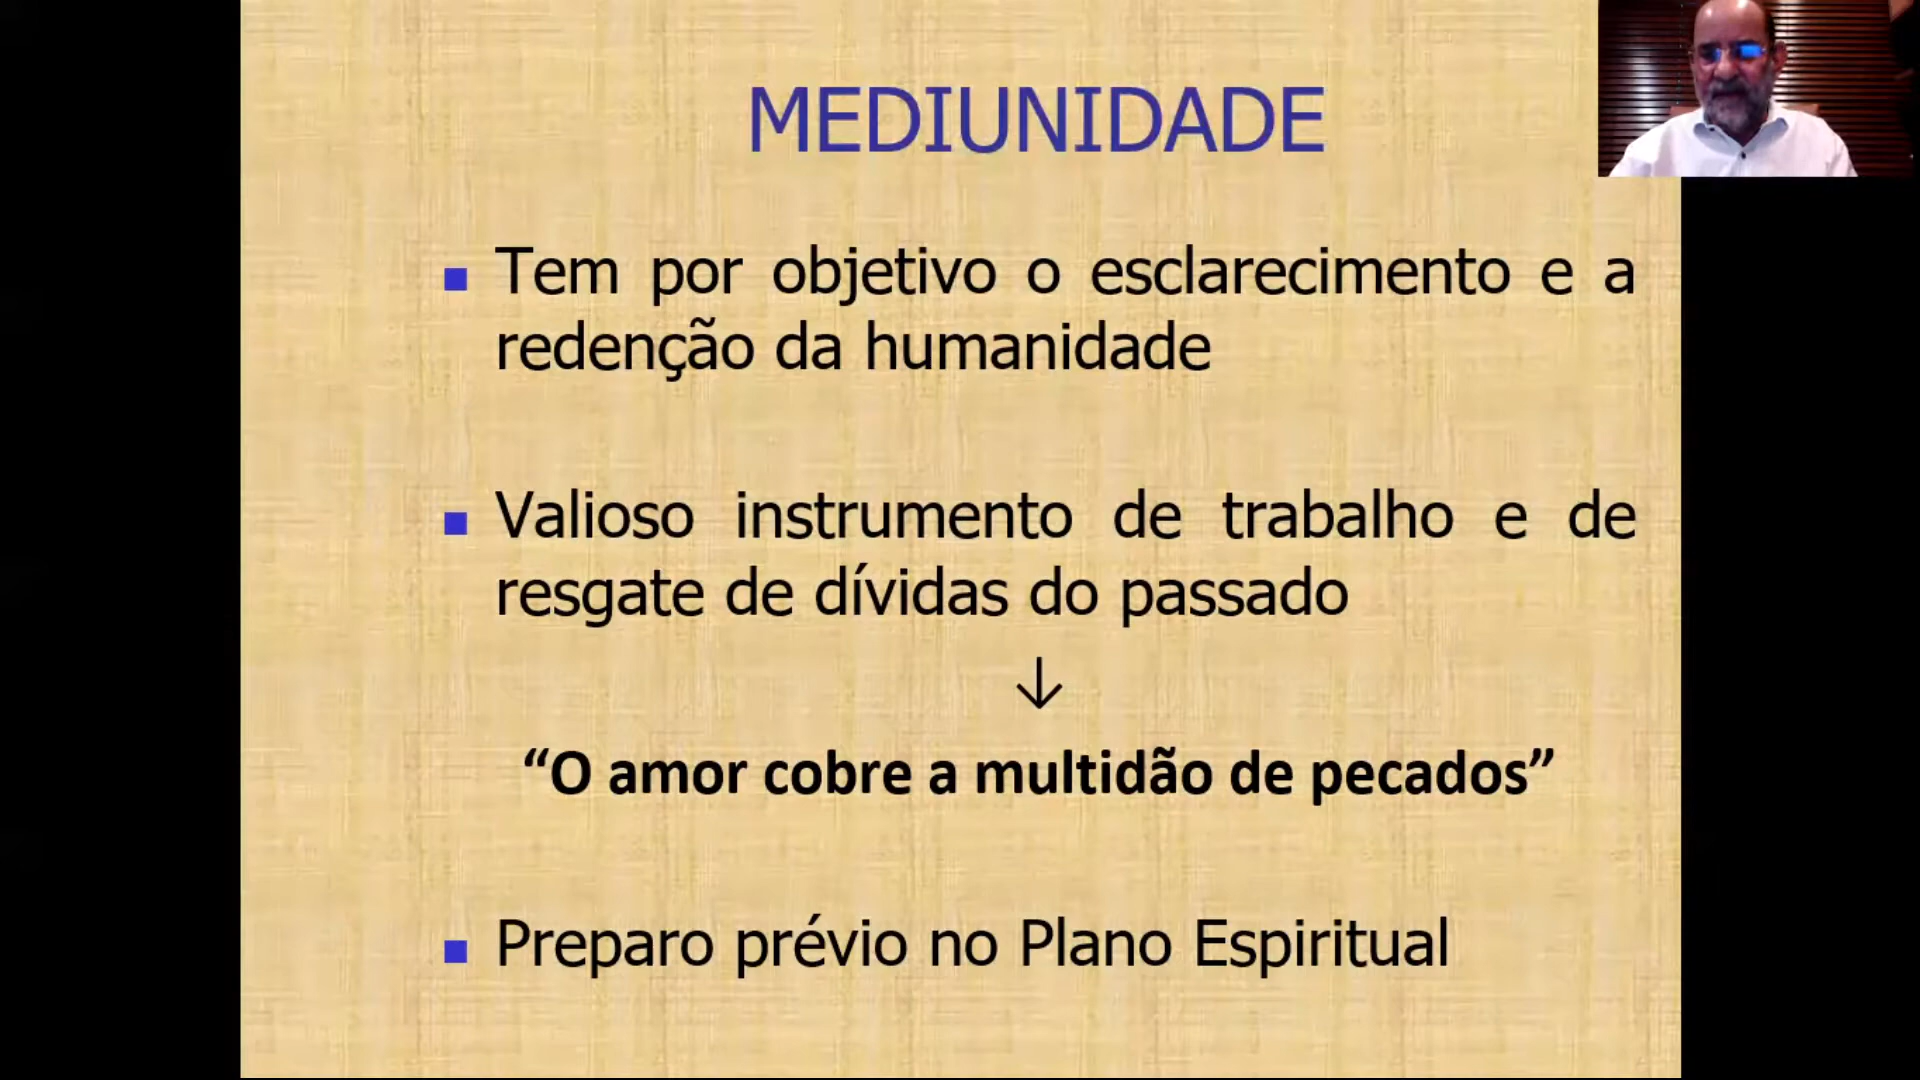 MEDIUNIDADE
Tem por objetivo o esclarecimento e a
redenção da humanidade
Valioso instrumento de trabalho e de
resgate de dívidas do passado
↓
“O amor cobre a multidão de pecados”
Preparo prévio no Plano Espiritual